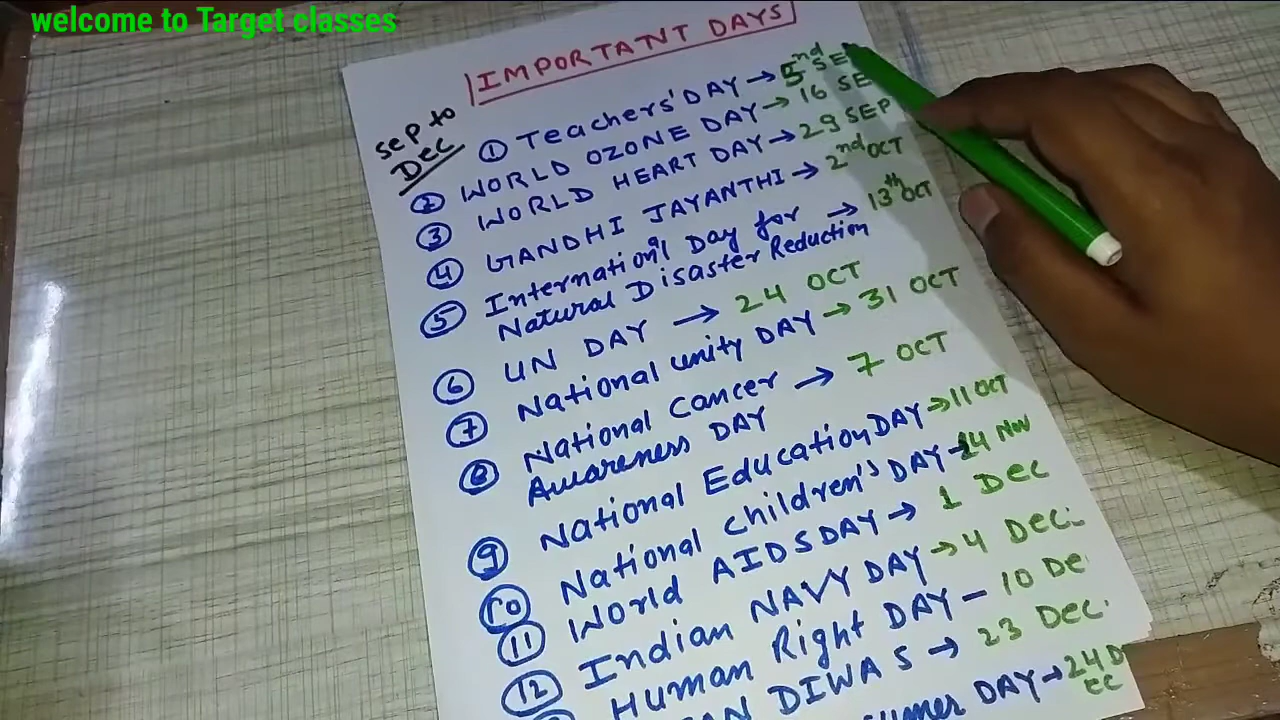 welcome to Target classes
IMPORTANT DAYS
SEP to
DEC
① Teachers' DAY → 5nd SE
② WORLD OZONE DAY → 16 SE
③ WORLD HEART DAY → 29 SEP
④ GANDHI JAYANTHI → 2nd OCT
⑤ International Day for → 13th OCT
Natural Disaster Reduction
⑥ UN DAY → 24 OCT
⑦ National unity DAY → 31 OCT
⑧ National Cancer → 7 OCT
Awareness DAY
⑨ National Education DAY → 11 OCT
⑩ National children's DAY - 14 Nov
⑪ World AIDS DAY → 1 DEC
⑫ Indian NAVY DAY → 4 DEC.
Human Right DAY - 10 DE
DIWAS → 23 DEC.
DAY → 24 D
EC